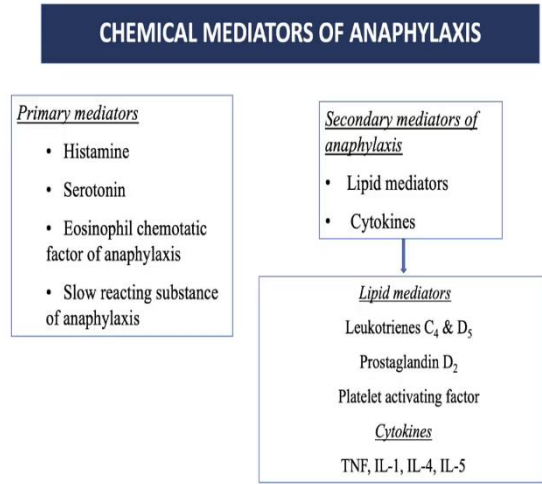 CHEMICAL MEDIATORS OF ANAPHYLAXIS
Primary mediators
• Histamine
• Serotonin
• Eosinophil chemotatic
factor of anaphylaxis
• Slow reacting substance
of anaphylaxis
Secondary mediators of
anaphylaxis
• Lipid mediators
• Cytokines
Lipid mediators
Leukotrienes C₄ & D₅
Prostaglandin D₂
Platelet activating factor
Cytokines
TNF, IL-1, IL-4, IL-5